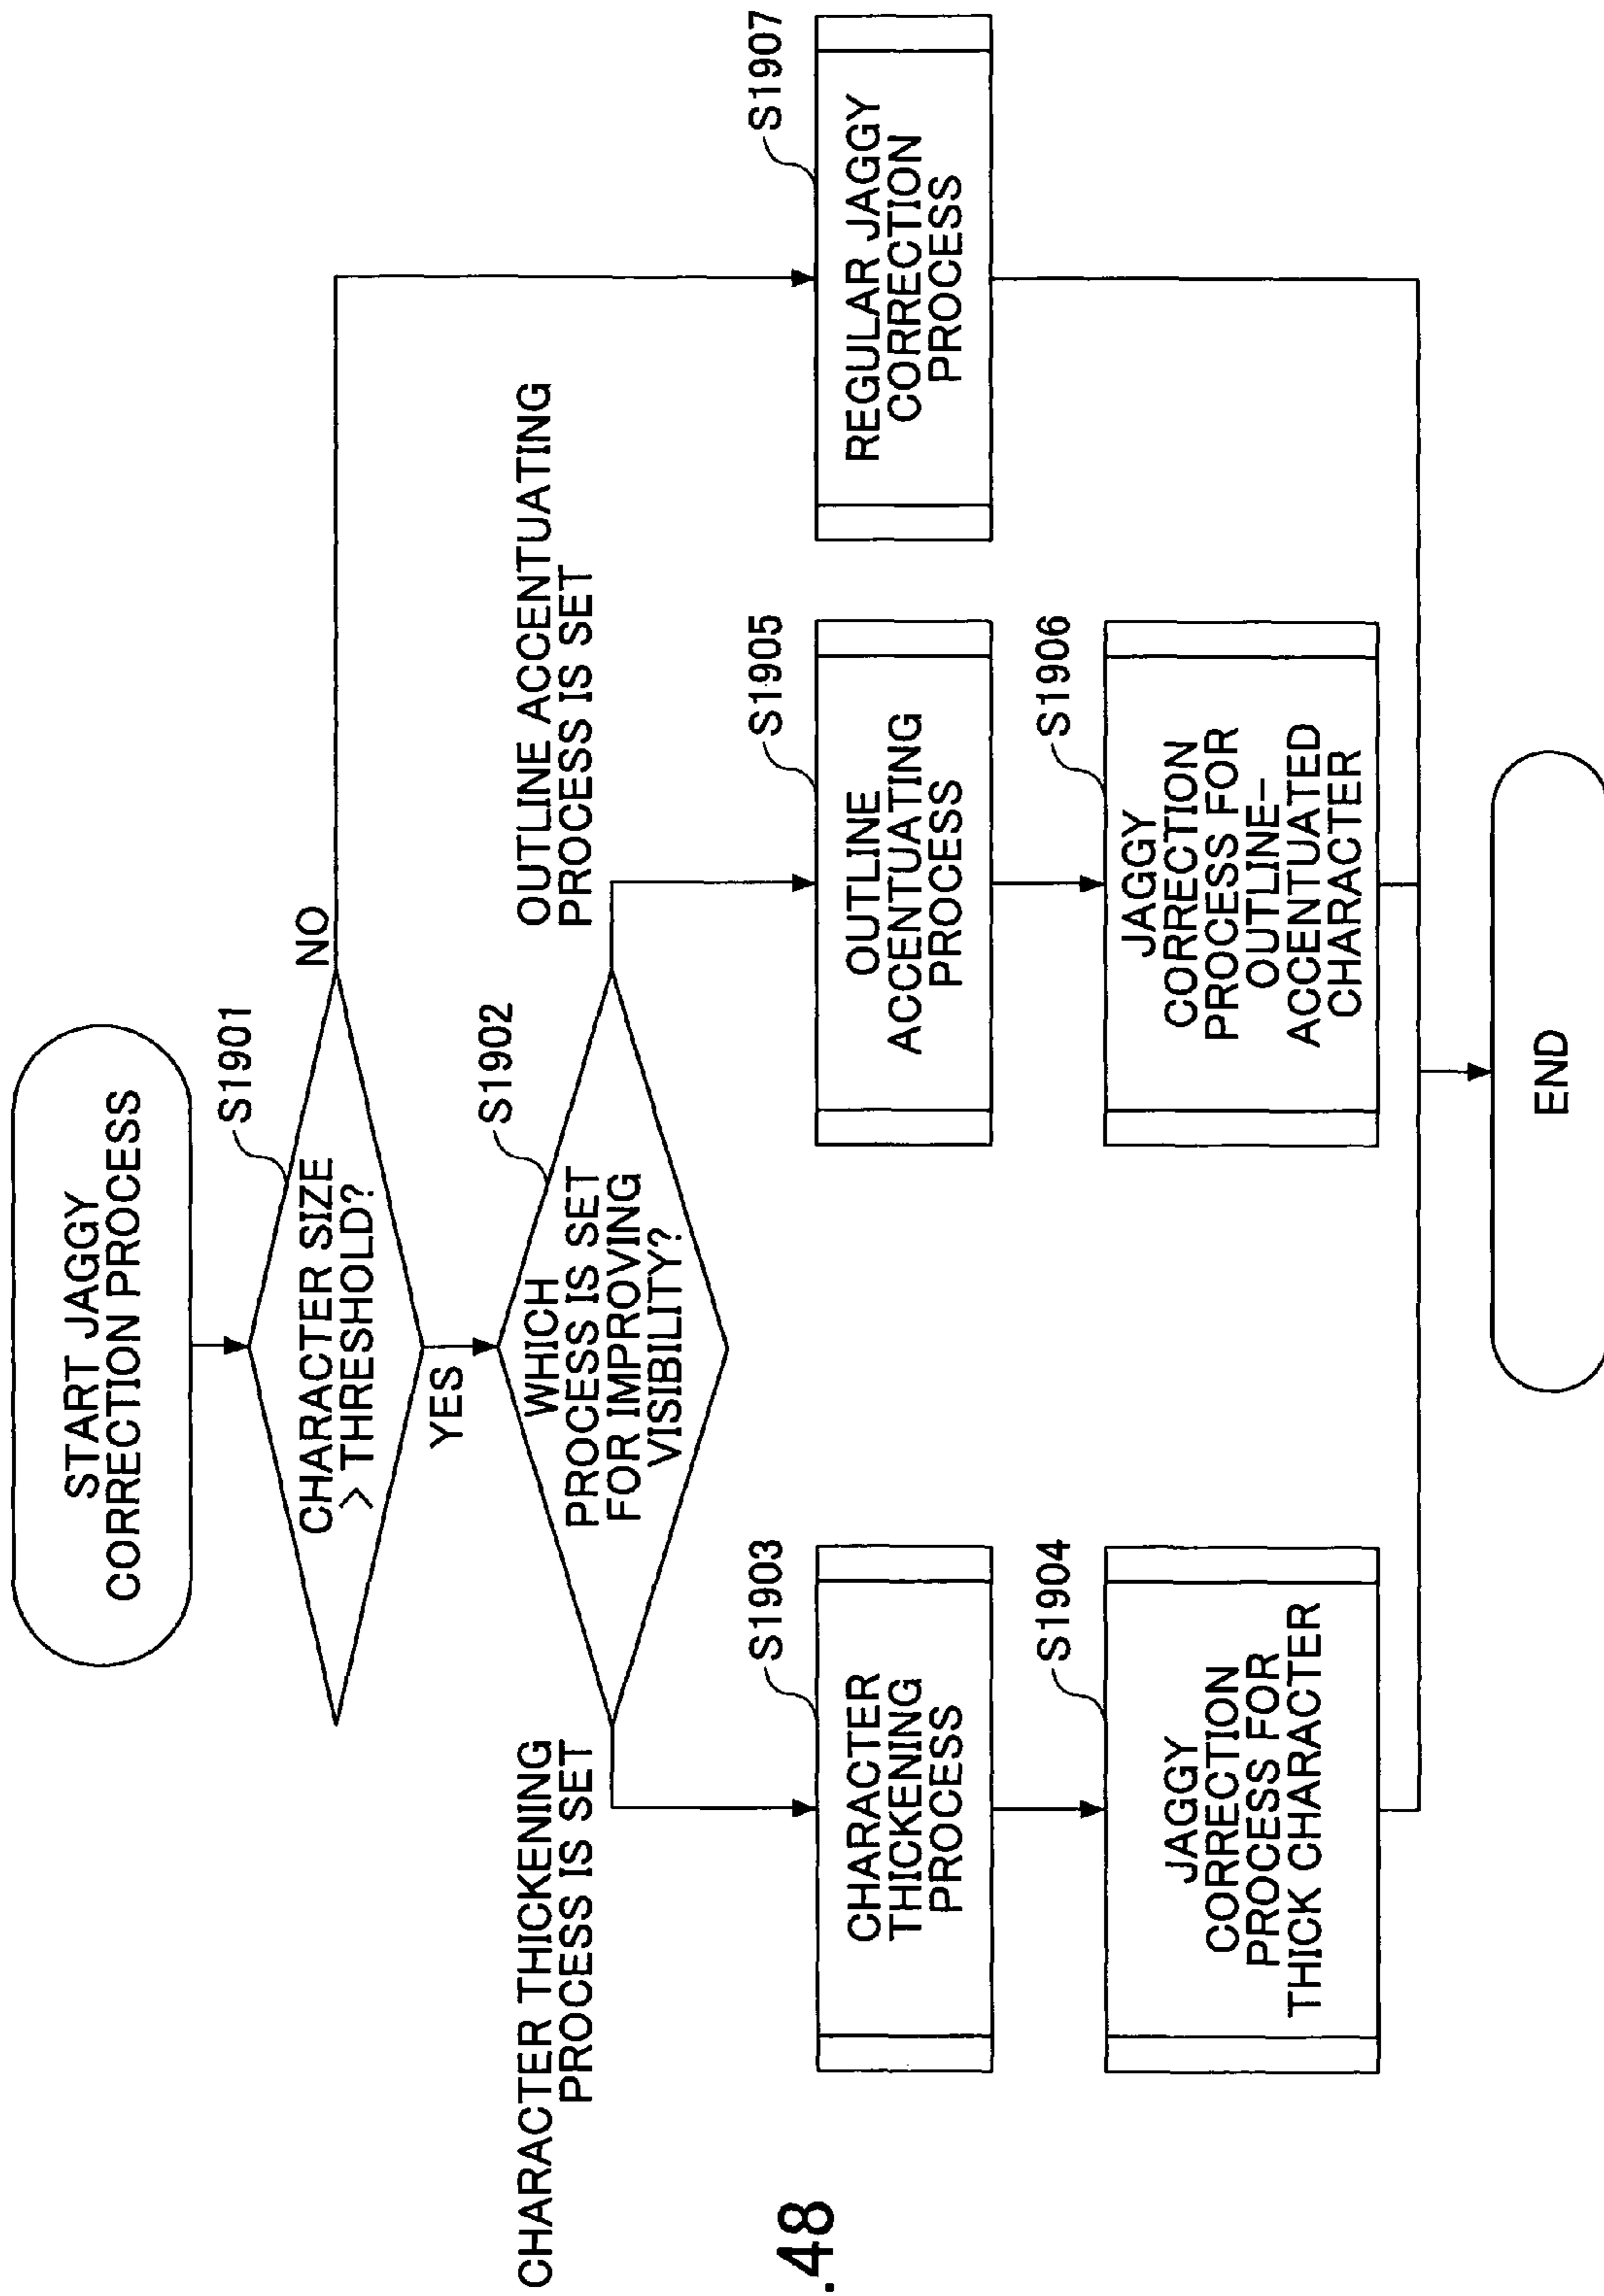 .48
START JAGGY
CORRECTION PROCESS
S1901
CHARACTER SIZE
> THRESHOLD?
NO
YES
S1902
WHICH
PROCESS IS SET
FOR IMPROVING
VISIBILITY?
CHARACTER THICKENING
PROCESS IS SET
OUTLINE ACCENTUATING
PROCESS IS SET
S1903
CHARACTER
THICKENING
PROCESS
S1905
OUTLINE
ACCENTUATING
PROCESS
S1907
REGULAR JAGGY
CORRECTION
PROCESS
S1904
JAGGY
CORRECTION
PROCESS FOR
THICK CHARACTER
S1906
JAGGY
CORRECTION
PROCESS FOR
OUTLINE-
ACCENTUATED
CHARACTER
END